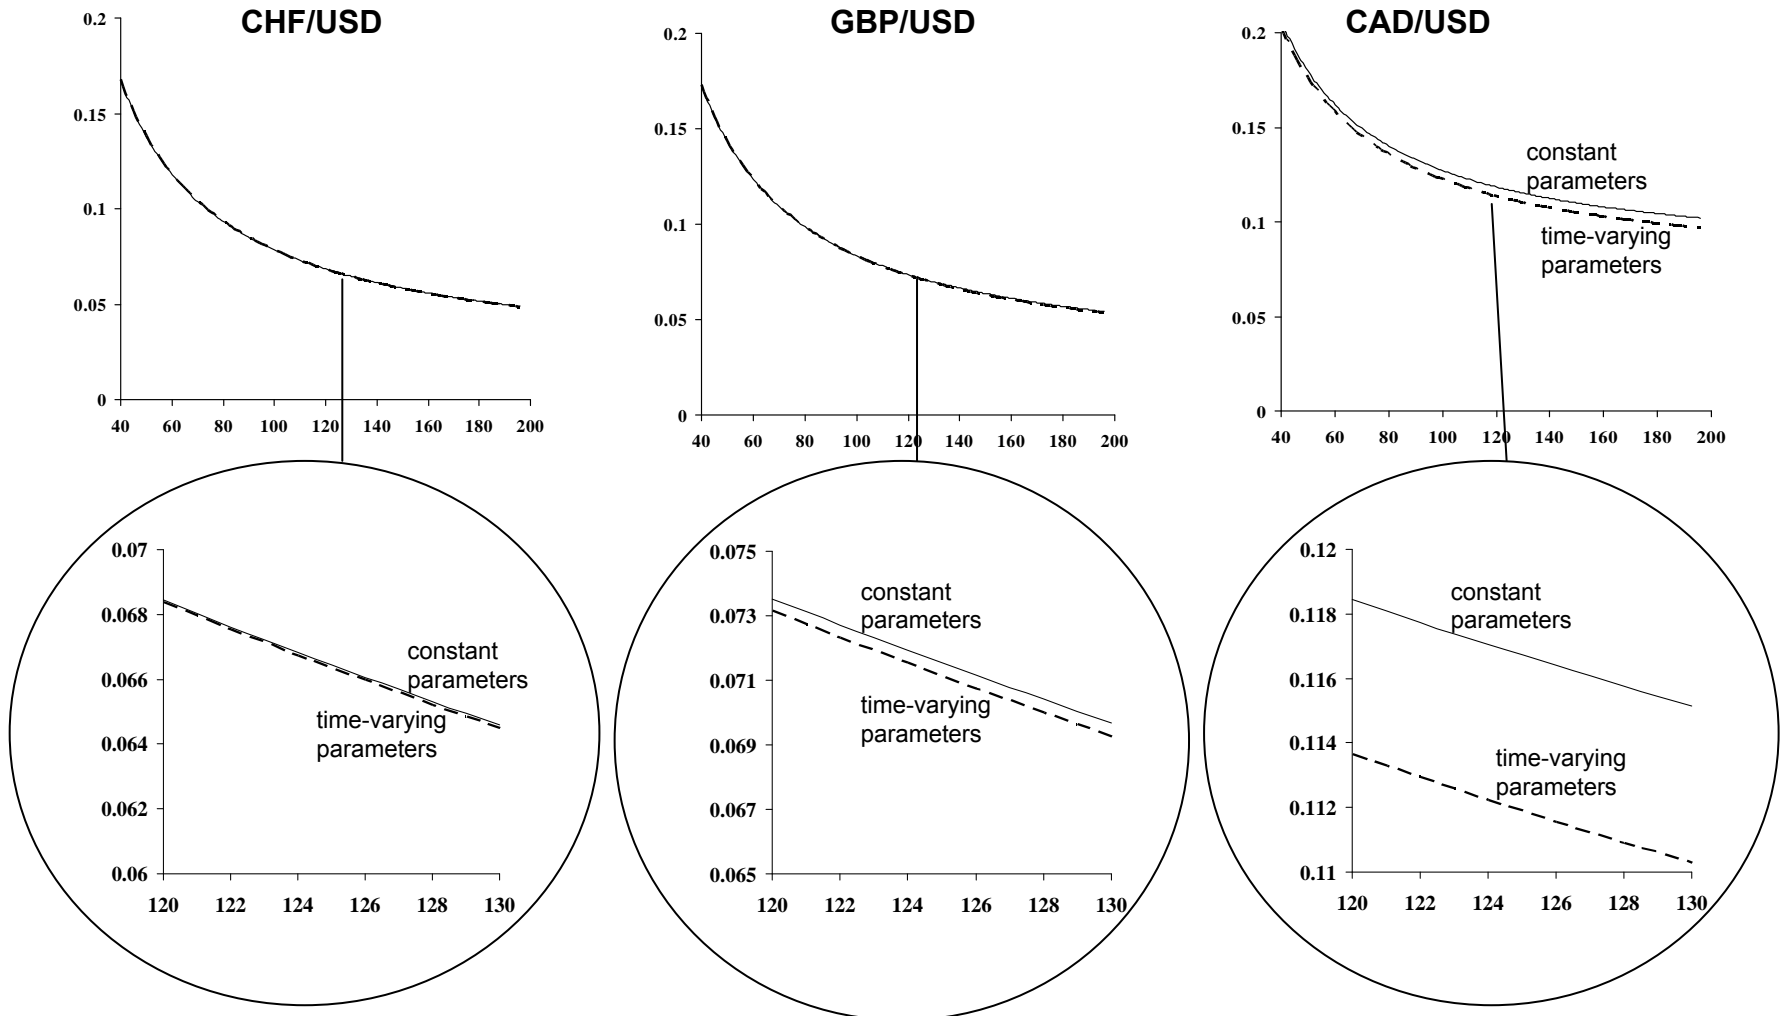 CHF/USD
0.2
0.15
0.1
0.05
0
40 60 80 100 120 140 160 180 200
GBP/USD
0.2
0.15
0.1
0.05
0
40 60 80 100 120 140 160 180 200
CAD/USD
0.2
0.15
0.1
0.05
0
40 60 80 100 120 140 160 180 200
constant
parameters
time-varying
parameters
0.07
0.068
0.066
0.064
0.062
0.06
120 122 124 126 128 130
constant
parameters
time-varying
parameters
0.075
0.073
0.071
0.069
0.067
0.065
120 122 124 126 128 130
constant
parameters
time-varying
parameters
0.12
0.118
0.116
0.114
0.112
0.11
120 122 124 126 128 130
constant
parameters
time-varying
parameters